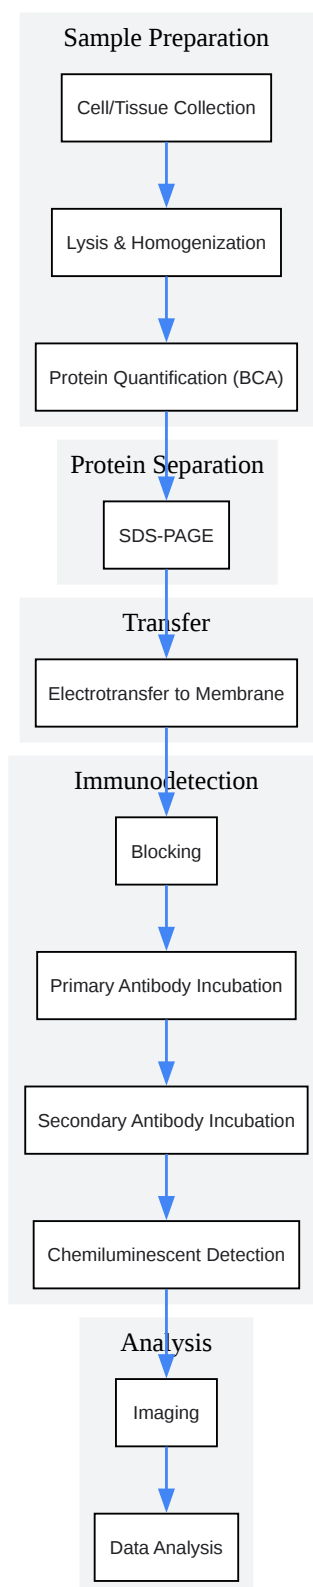 Sample Preparation
Cell/Tissue Collection
Lysis & Homogenization
Protein Quantification (BCA)
Protein Separation
SDS-PAGE
Transfer
Electrotransfer to Membrane
Immunodetection
Blocking
Primary Antibody Incubation
Secondary Antibody Incubation
Chemiluminescent Detection
Analysis
Imaging
Data Analysis